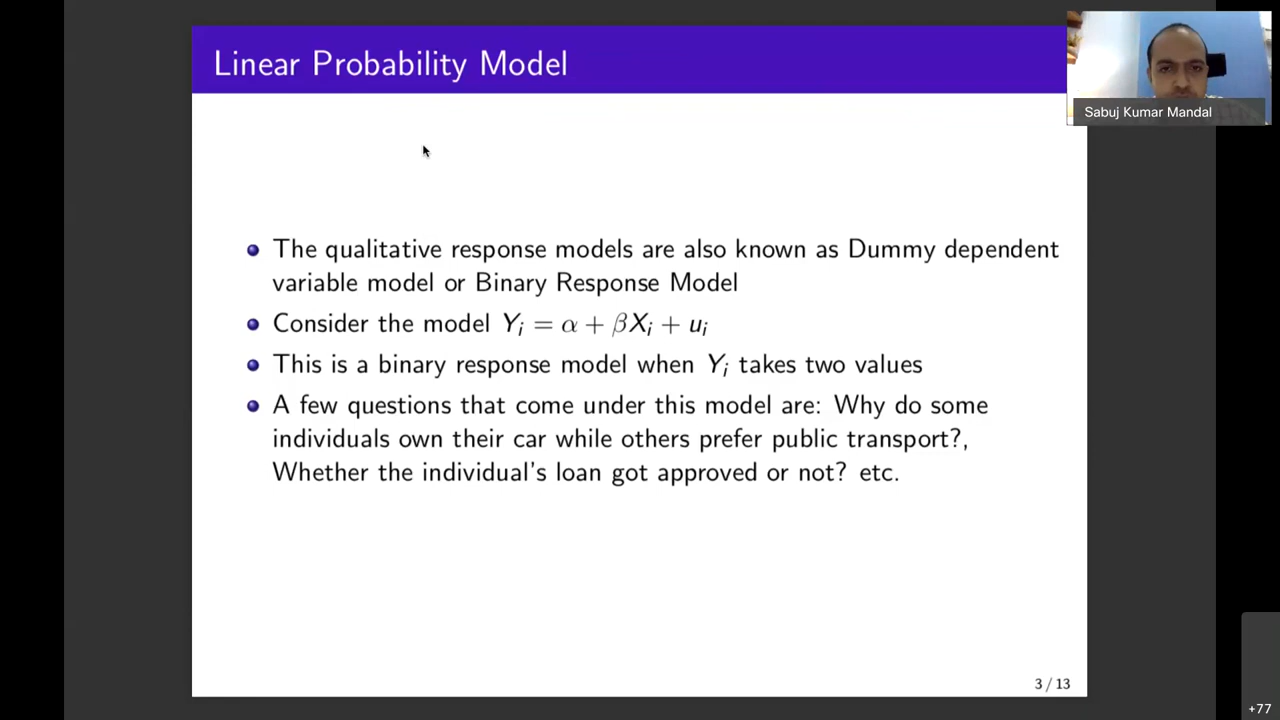 Linear Probability Model
Sabuj Kumar Mandal
The qualitative response models are also known as Dummy dependent
variable model or Binary Response Model
Consider the model Yᵢ = α + βXᵢ + uᵢ
This is a binary response model when Yᵢ takes two values
A few questions that come under this model are: Why do some
individuals own their car while others prefer public transport?,
Whether the individual's loan got approved or not? etc.
3 / 13
+77